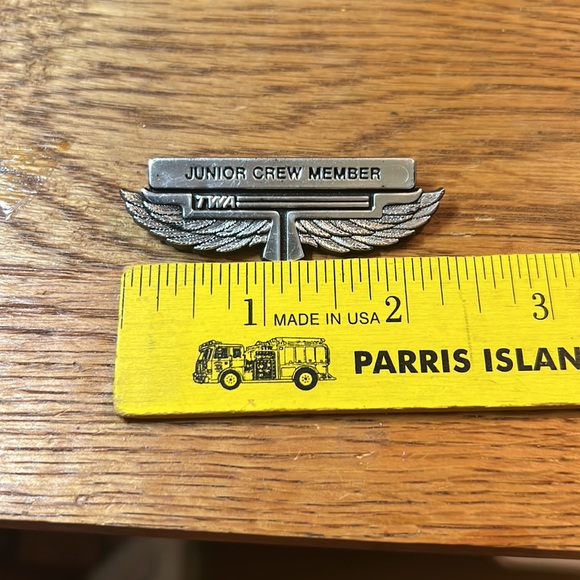 JUNIOR CREW MEMBER
TWA
1 MADE IN USA 2 3
PARRIS ISLAN